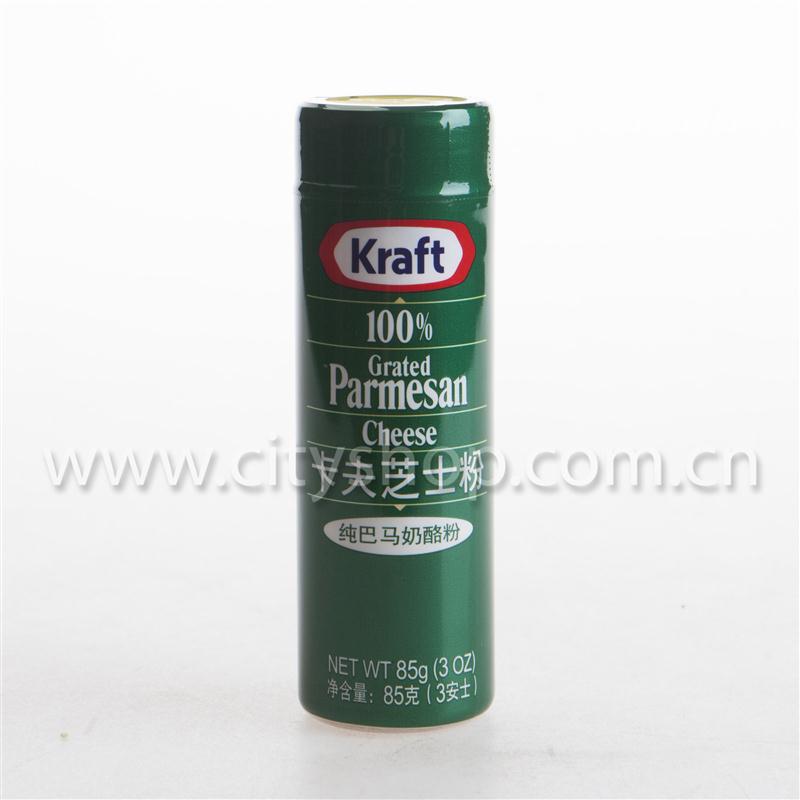 Kraft
100%
Grated
Parmesan
Cheese
www.cityshop.com.cn
卡夫芝士粉
纯巴马奶酪粉
NET WT 85g (3 OZ)
净含量: 85克 (3安士)